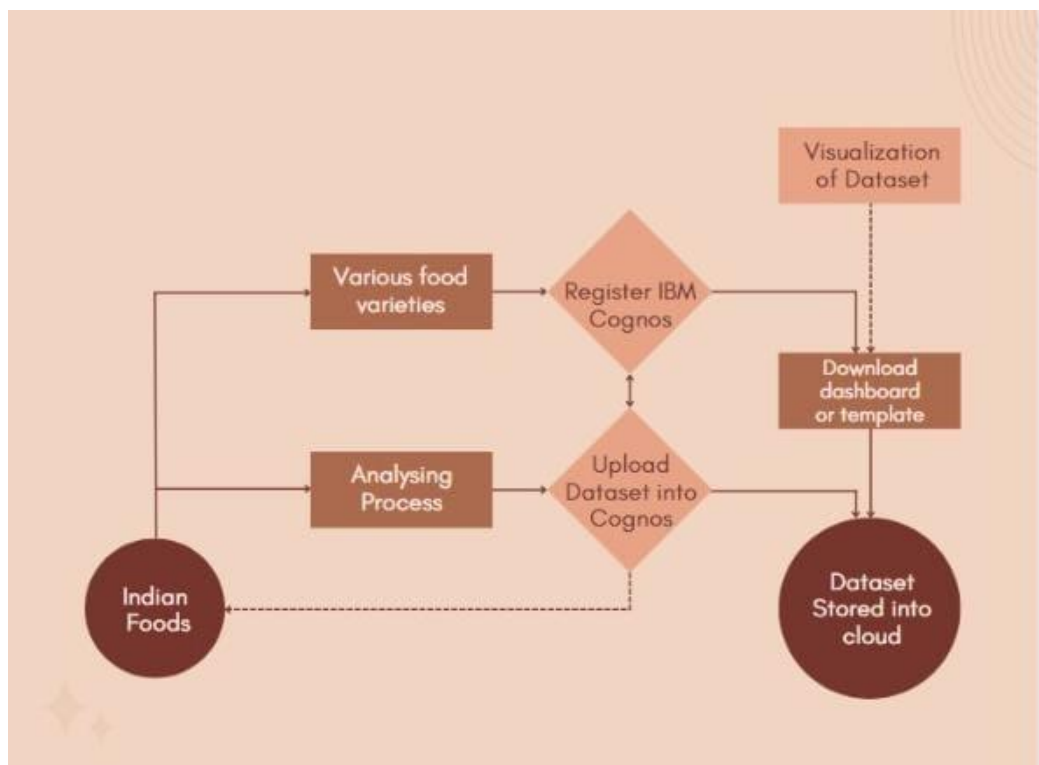 Visualization
of Dataset
Various food
varieties
Register IBM
Cognos
Download
dashboard
or template
Analysing
Process
Upload
Dataset into
Cognos
Indian
Foods
Dataset
Stored into
cloud